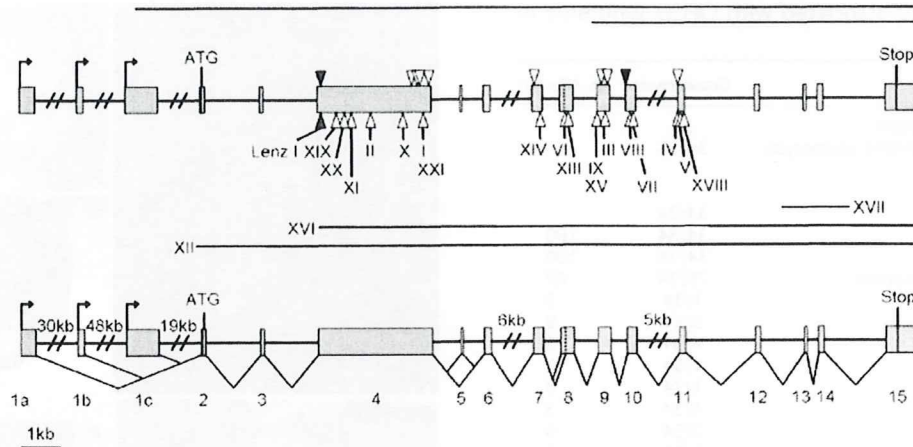 ATG
Stop
Lenz I XIX II X I XIV VI III VIII IV
XX XXI XIII IX VII V
XI XV XVIII
XVII
XVI
XII
ATG
Stop
30kb 48kb 19kb 6kb 5kb
1a 1b 1c 2 3 4 5 6 7 8 9 10 11 12 13 14 15
1kb